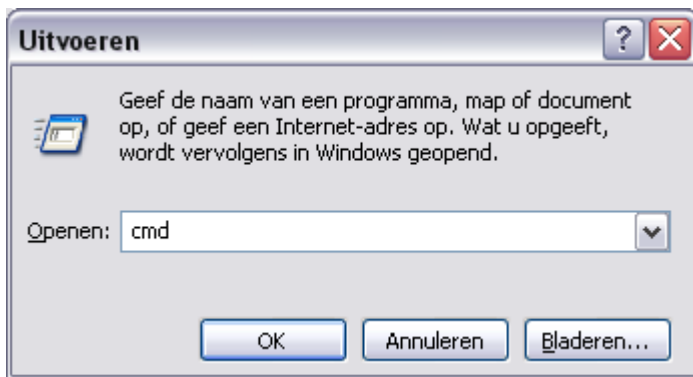 Uitvoeren
Geef de naam van een programma, map of document
op, of geef een Internet-adres op. Wat u opgeeft,
wordt vervolgens in Windows geopend.
Openen: cmd
OK Annuleren Bladeren...